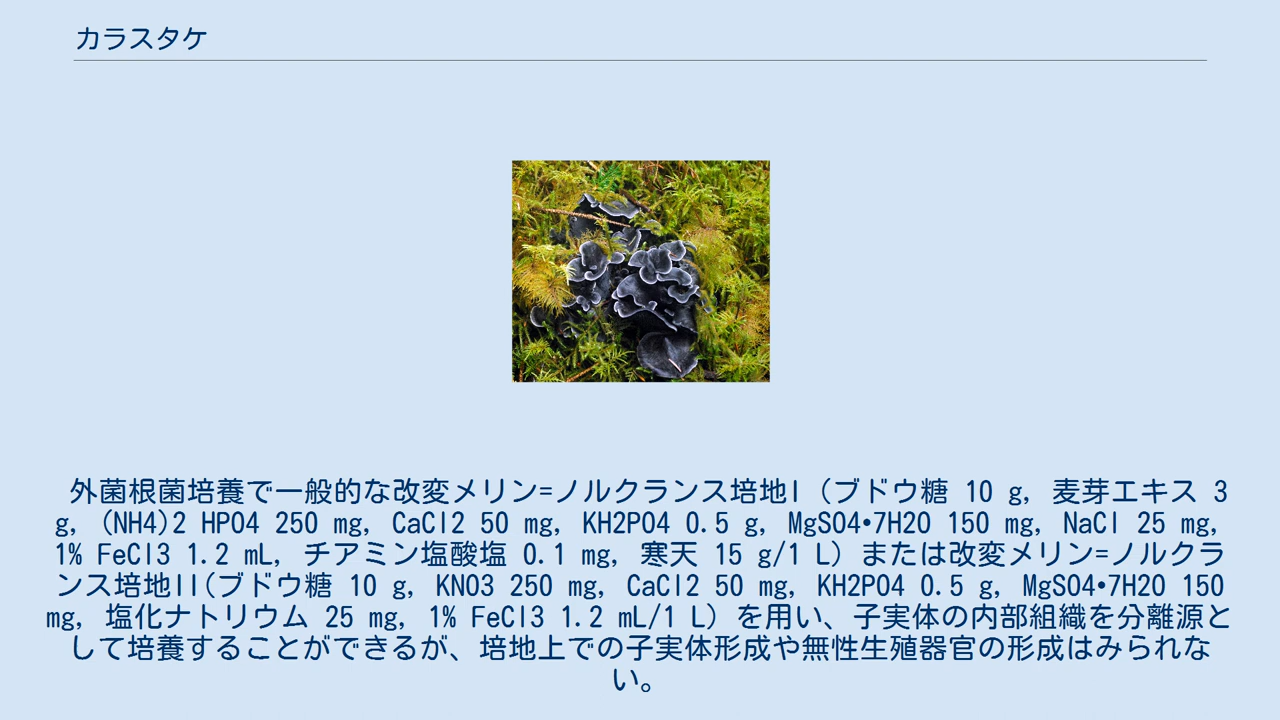 カラスタケ
外菌根菌培養で一般的な改変メリン=ノルクランス培地I (ブドウ糖 10 g, 麦芽エキス 3
g, (NH4)2 HPO4 250 mg, CaCl2 50 mg, KH2PO4 0.5 g, MgSO4•7H2O 150 mg, NaCl 25 mg,
1% FeCl3 1.2 mL, チアミン塩酸塩 0.1 mg, 寒天 15 g/1 L) または改変メリン=ノルクラ
ンス培地II(ブドウ糖 10 g, KNO3 250 mg, CaCl2 50 mg, KH2PO4 0.5 g, MgSO4•7H2O 150
mg, 塩化ナトリウム 25 mg, 1% FeCl3 1.2 mL/1 L) を用い、子実体の内部組織を分離源と
して培養することができるが、培地上での子実体形成や無性生殖器官の形成はみられな
い。